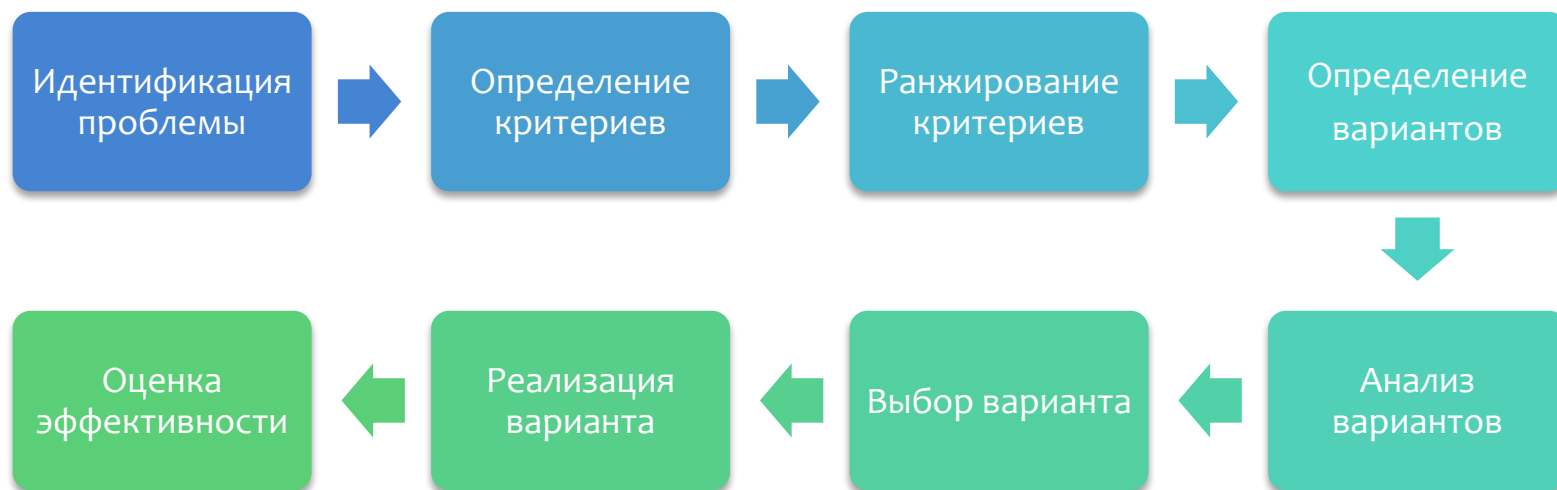 Идентификация
проблемы
Определение
критериев
Ранжирование
критериев
Определение
вариантов
Анализ
вариантов
Выбор варианта
Реализация
варианта
Оценка
эффективности